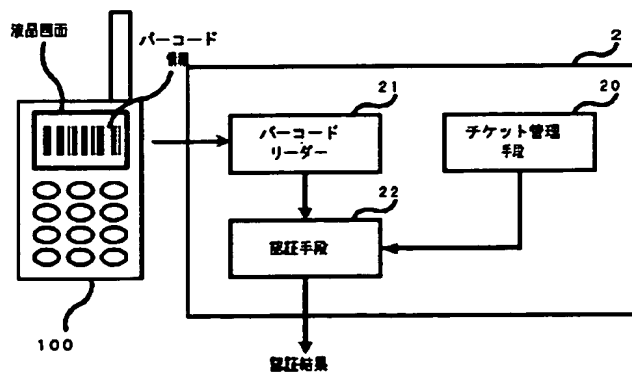 液晶画面
バーコード
情報
2
21
20
バーコード
リーダー
チケット管理
手段
22
認証手段
100
認証結果